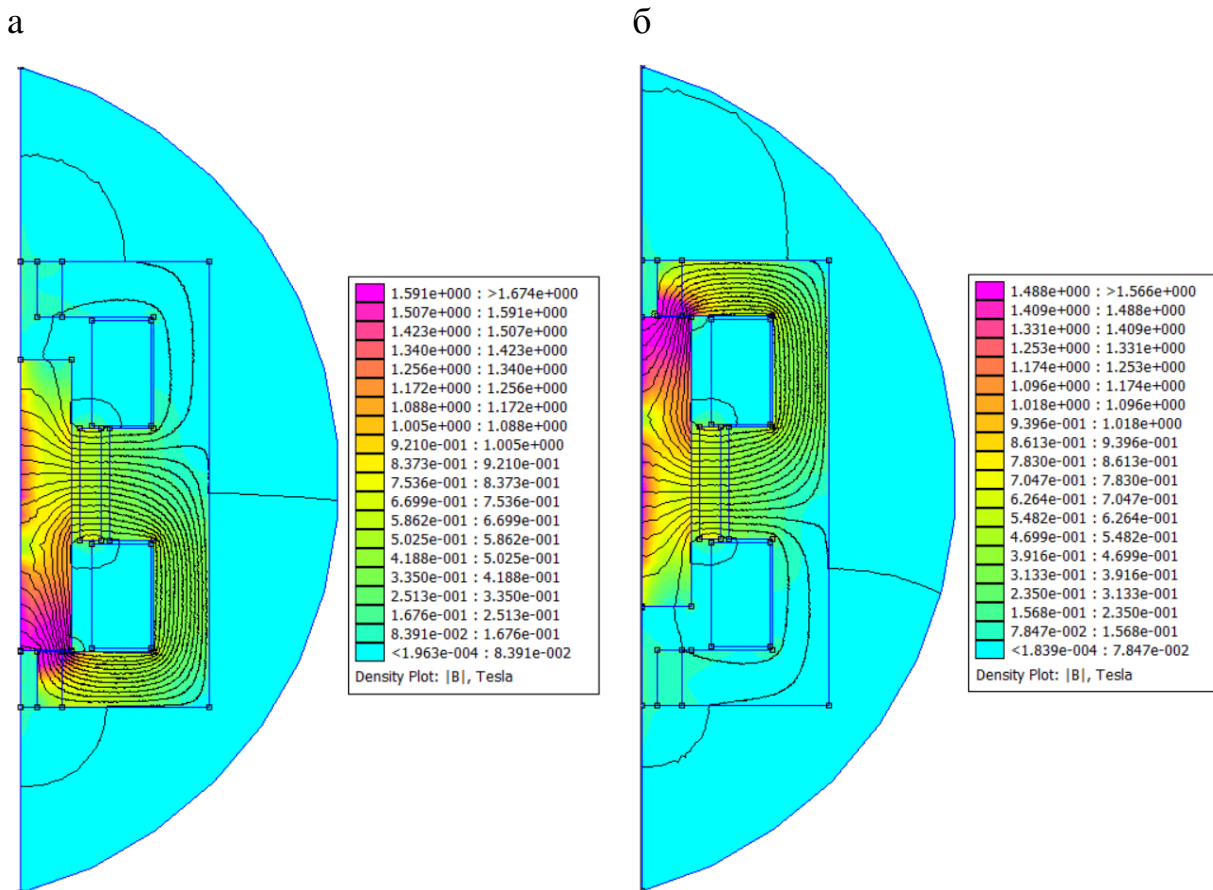 а
б
1.591e+000 : >1.674e+000
1.507e+000 : 1.591e+000
1.423e+000 : 1.507e+000
1.340e+000 : 1.423e+000
1.256e+000 : 1.340e+000
1.172e+000 : 1.256e+000
1.088e+000 : 1.172e+000
1.005e+000 : 1.088e+000
9.210e-001 : 1.005e+000
8.373e-001 : 9.210e-001
7.536e-001 : 8.373e-001
6.699e-001 : 7.536e-001
5.862e-001 : 6.699e-001
5.025e-001 : 5.862e-001
4.188e-001 : 5.025e-001
3.350e-001 : 4.188e-001
2.513e-001 : 3.350e-001
1.676e-001 : 2.513e-001
8.391e-002 : 1.676e-001
<1.963e-004 : 8.391e-002
Density Plot: |B|, Tesla
1.488e+000 : >1.566e+000
1.409e+000 : 1.488e+000
1.331e+000 : 1.409e+000
1.253e+000 : 1.331e+000
1.174e+000 : 1.253e+000
1.096e+000 : 1.174e+000
1.018e+000 : 1.096e+000
9.396e-001 : 1.018e+000
8.613e-001 : 9.396e-001
7.830e-001 : 8.613e-001
7.047e-001 : 7.830e-001
6.264e-001 : 7.047e-001
5.482e-001 : 6.264e-001
4.699e-001 : 5.482e-001
3.916e-001 : 4.699e-001
3.133e-001 : 3.916e-001
2.350e-001 : 3.133e-001
1.568e-001 : 2.350e-001
7.847e-002 : 1.568e-001
<1.839e-004 : 7.847e-002
Density Plot: |B|, Tesla